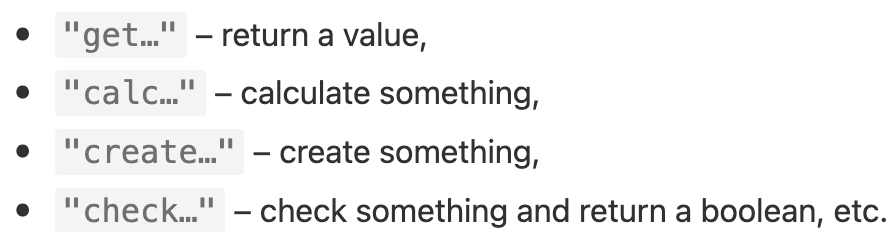 • "get…" – return a value,
• "calc…" – calculate something,
• "create…" – create something,
• "check…" – check something and return a boolean, etc.